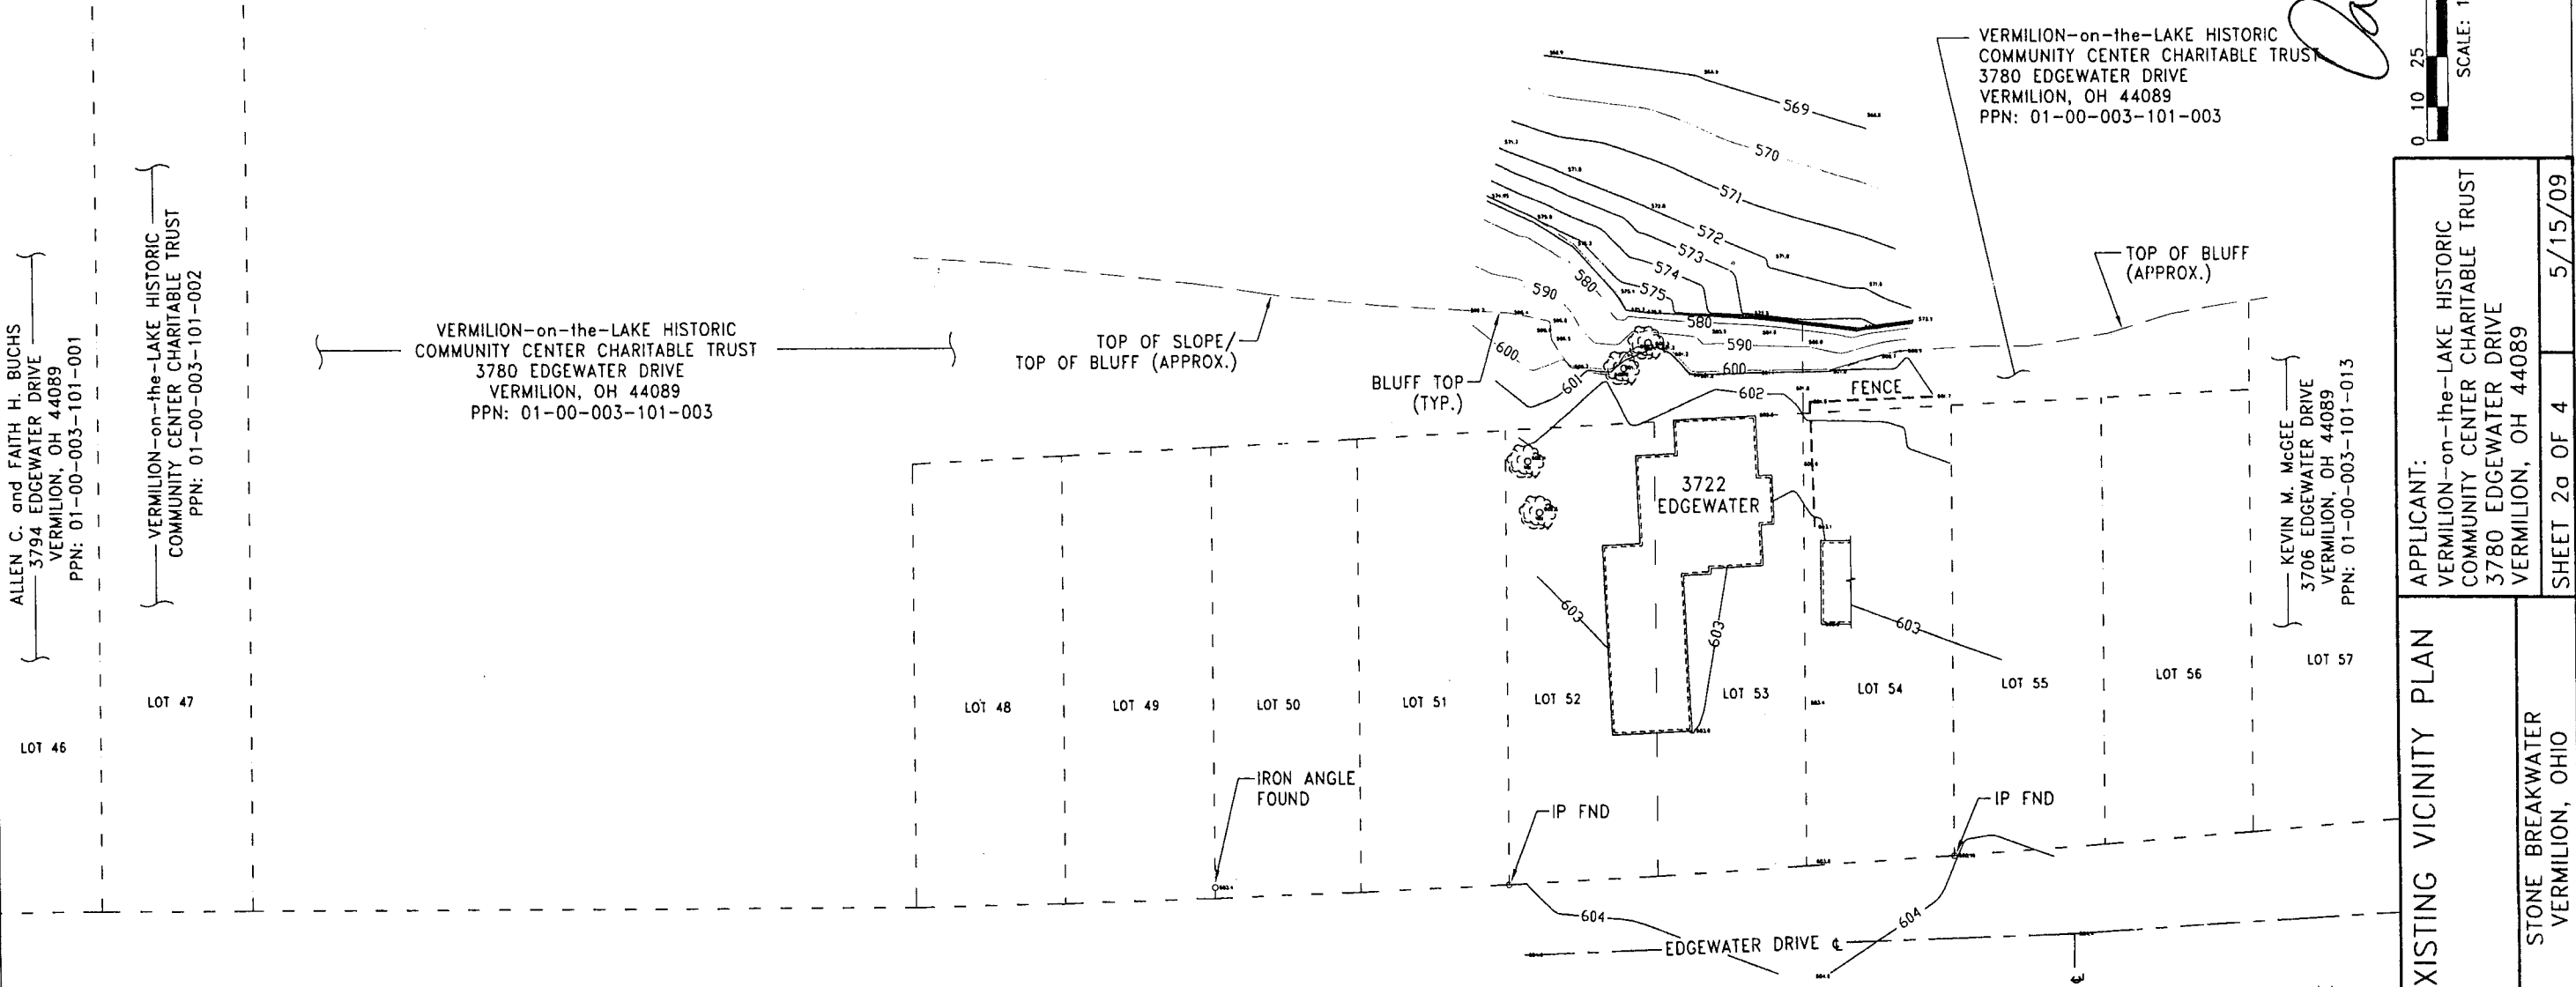 ALLEN C. and FAITH H. BUCHS
3794 EDGEWATER DRIVE
VERMILION, OH 44089
PPN: 01-00-003-101-001
VERMILION-on-the-LAKE HISTORIC
COMMUNITY CENTER CHARITABLE TRUST
PPN: 01-00-003-101-002
VERMILION-on-the-LAKE HISTORIC
COMMUNITY CENTER CHARITABLE TRUST
3780 EDGEWATER DRIVE
VERMILION, OH 44089
PPN: 01-00-003-101-003
TOP OF SLOPE/
TOP OF BLUFF (APPROX.)
BLUFF TOP
(TYP.)
569
570
571
572
573
574
575
580
590
600
601
580
590
600
602
FENCE
VERMILION-on-the-LAKE HISTORIC
COMMUNITY CENTER CHARITABLE TRUST
3780 EDGEWATER DRIVE
VERMILION, OH 44089
PPN: 01-00-003-101-003
TOP OF BLUFF
(APPROX.)
3722
EDGEWATER
603
603
603
KEVIN M. McGEE
3706 EDGEWATER DRIVE
VERMILION, OH 44089
PPN: 01-00-003-101-013
LOT 46
LOT 47
LOT 48
LOT 49
LOT 50
LOT 51
LOT 52
LOT 53
LOT 54
LOT 55
LOT 56
LOT 57
IRON ANGLE
FOUND
IP FND
IP FND
604
604
EDGEWATER DRIVE ℄
0 10 25
SCALE: 1
APPLICANT:
VERMILION-on-the-LAKE HISTORIC
COMMUNITY CENTER CHARITABLE TRUST
3780 EDGEWATER DRIVE
VERMILION, OH 44089
SHEET 2a OF 4
5/15/09
XISTING VICINITY PLAN
STONE BREAKWATER
VERMILION, OHIO